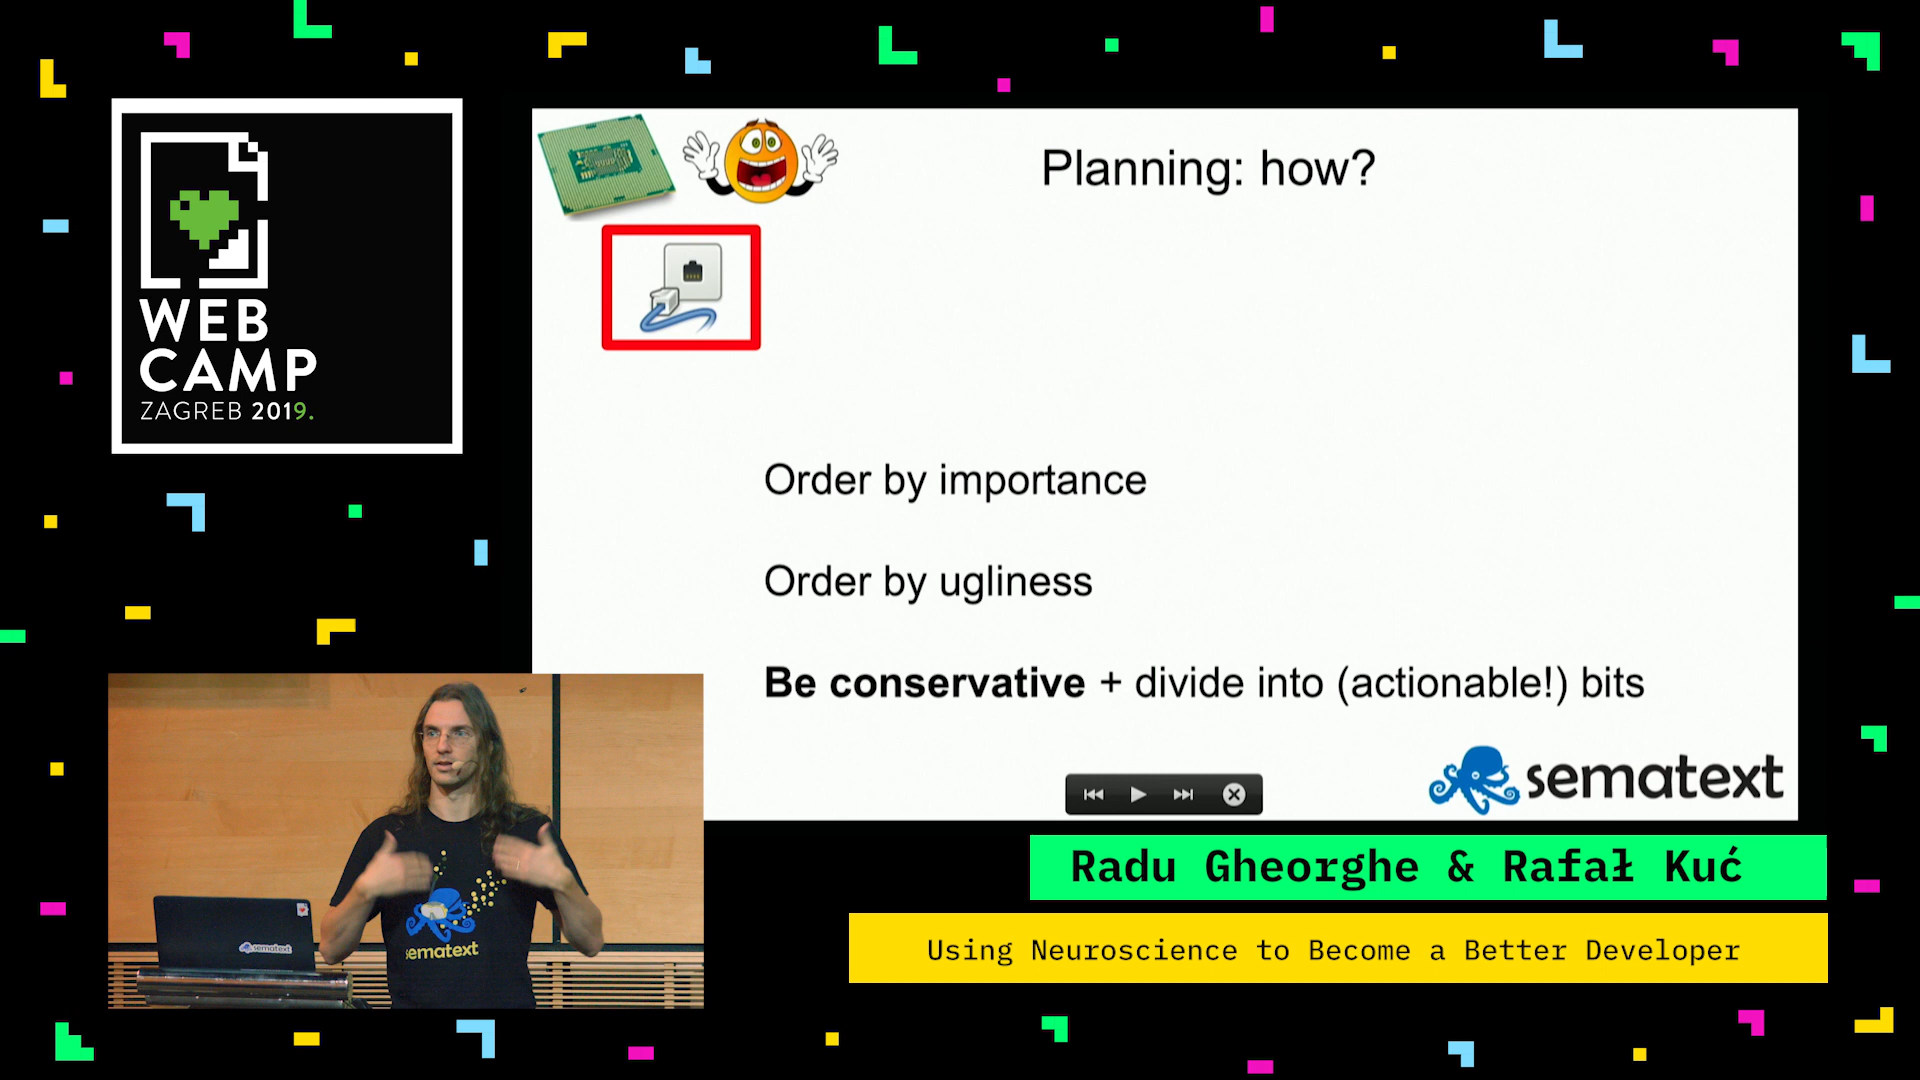 WEB
CAMP
ZAGREB 2019.
Planning: how?
Order by importance
Order by ugliness
Be conservative + divide into (actionable!) bits
sematext
sematext
sematext
Radu Gheorghe & Rafał Kuć
Using Neuroscience to Become a Better Developer